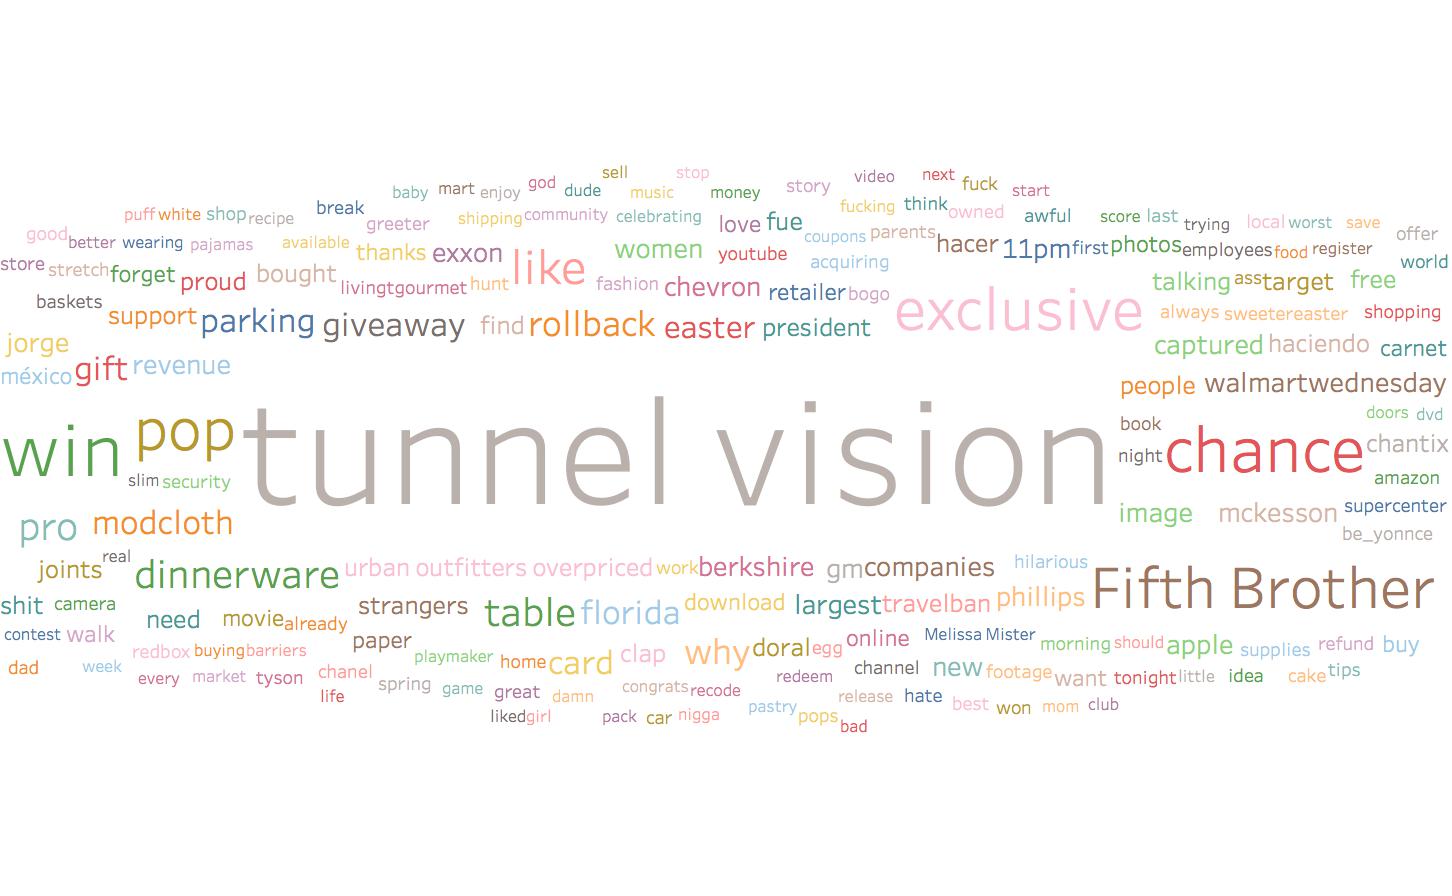 sell stop
baby mart enjoy god dude music money story video next fuck start
puff white shop recipe break greeter shipping community celebrating love fue fucking think owned awful score last trying local worst save
good better wearing pajamas available thanks exxon like women youtube coupons parents hacer 11pm first photos employees food register offer
store stretch forget proud bought livingtgourmet hunt fashion chevron acquiring retailer bogo exclusive talking ass target free world
baskets support parking giveaway find rollback easter president always sweetereaster shopping
jorge captured haciendo carnet
méxico gift revenue people walmartwednesday
win pop tunnel vision book doors dvd
night chance chantix
slim security amazon
pro modcloth image mckesson supercenter
be_yonnce
joints real dinnerware urban outfitters overpriced work berkshire gm companies hilarious Fifth Brother
shit camera need movie already strangers table florida download largest travelban phillips
contest walk redbox buying barriers paper playmaker home card clap why doral egg online Melissa Mister morning should apple supplies refund buy
dad week every market tyson chanel spring game great damn congrats recode redeem channel new footage want tonight little idea cake tips
life liked girl pack car nigga pastry pops release hate best won mom club
bad